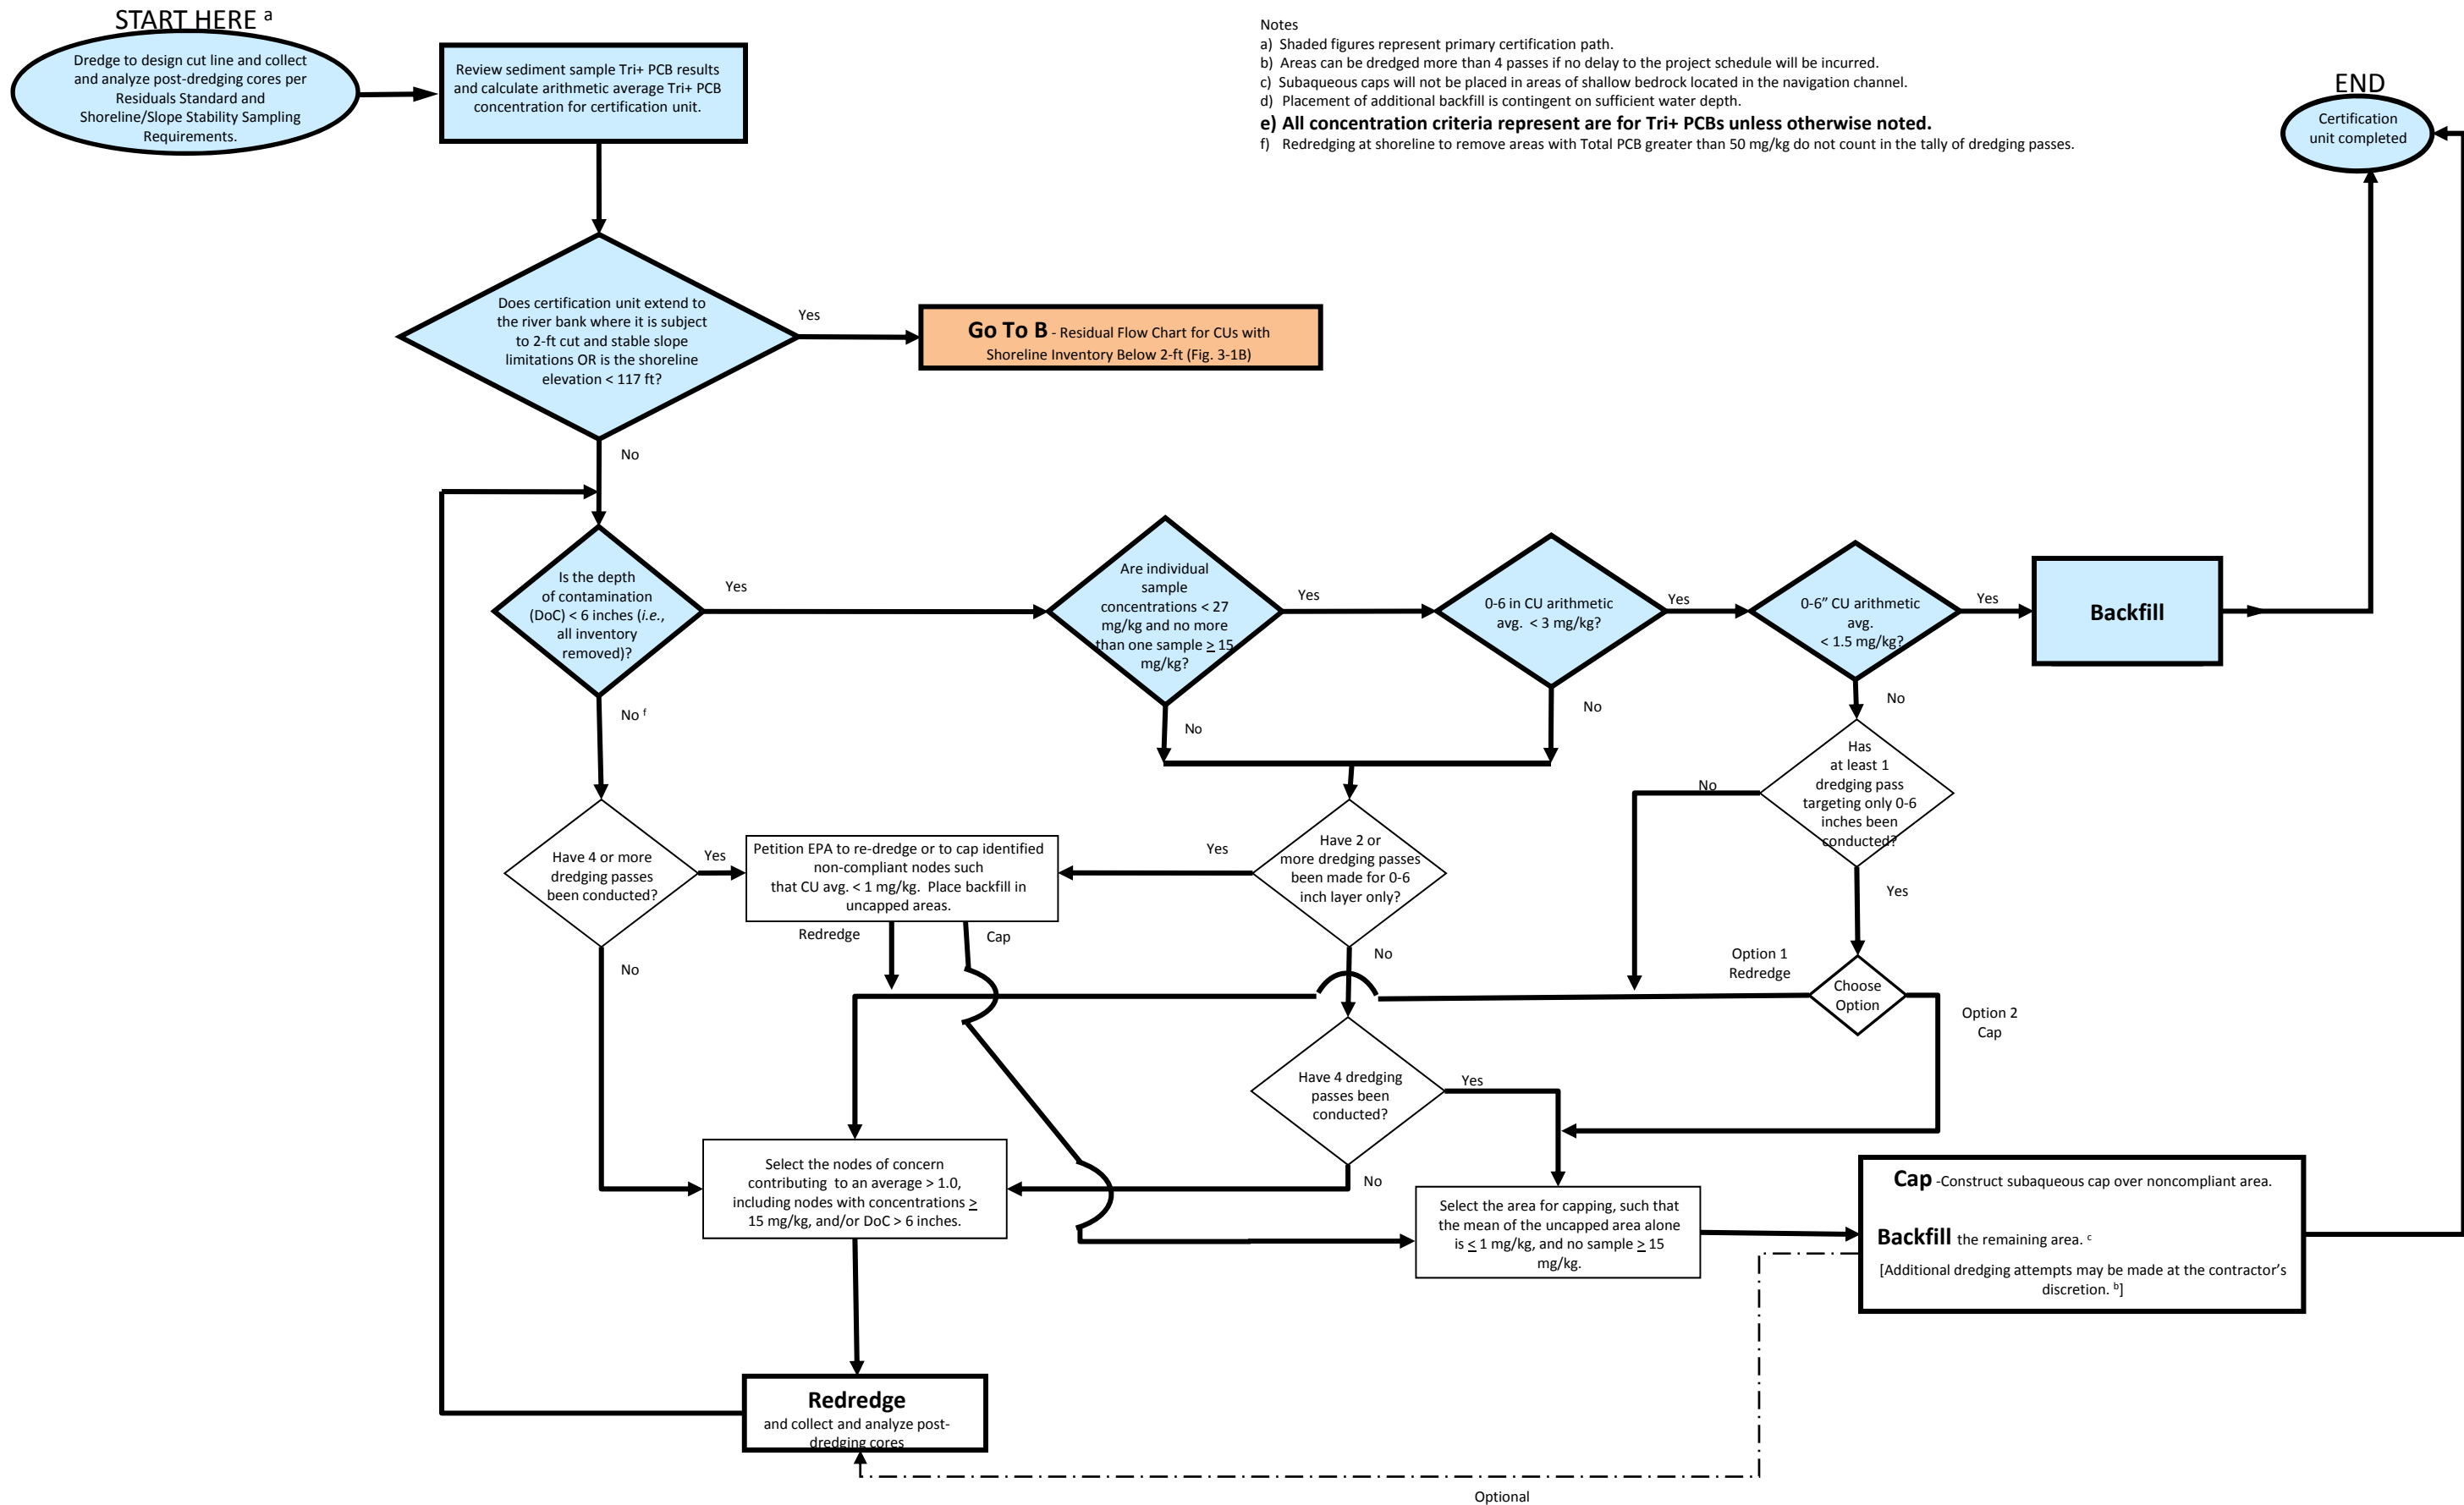 START HERE a
Dredge to design cut line and collect
and analyze post-dredging cores per
Residuals Standard and
Shoreline/Slope Stability Sampling
Requirements.
Review sediment sample Tri+ PCB results
and calculate arithmetic average Tri+ PCB
concentration for certification unit.
Notes
a) Shaded figures represent primary certification path.
b) Areas can be dredged more than 4 passes if no delay to the project schedule will be incurred.
c) Subaqueous caps will not be placed in areas of shallow bedrock located in the navigation channel.
d) Placement of additional backfill is contingent on sufficient water depth.
e) All concentration criteria represent are for Tri+ PCBs unless otherwise noted.
f) Redredging at shoreline to remove areas with Total PCB greater than 50 mg/kg do not count in the tally of dredging passes.
END
Certification
unit completed
Does certification unit extend to
the river bank where it is subject
to 2-ft cut and stable slope
limitations OR is the shoreline
elevation < 117 ft?
Yes
Go To B - Residual Flow Chart for CUs with
Shoreline Inventory Below 2-ft (Fig. 3-1B)
No
Is the depth
of contamination
(DoC) < 6 inches (i.e.,
all inventory
removed)?
Yes
Are individual
sample
concentrations < 27
mg/kg and no more
than one sample ≥ 15
mg/kg?
Yes
0-6 in CU arithmetic
avg. < 3 mg/kg?
Yes
0-6” CU arithmetic
avg.
< 1.5 mg/kg?
Yes
Backfill
No f
No
No
No
Has
at least 1
dredging pass
targeting only 0-6
inches been
conducted?
No
Yes
Have 4 or more
dredging passes
been conducted?
Yes
Petition EPA to re-dredge or to cap identified
non-compliant nodes such
that CU avg. < 1 mg/kg. Place backfill in
uncapped areas.
Yes
Have 2 or
more dredging passes
been made for 0-6
inch layer only?
Redredge
Cap
No
No
Option 1
Redredge
Choose
Option
Option 2
Cap
Have 4 dredging
passes been
conducted?
Yes
No
Select the nodes of concern
contributing to an average > 1.0,
including nodes with concentrations ≥
15 mg/kg, and/or DoC > 6 inches.
Select the area for capping, such that
the mean of the uncapped area alone
is ≤ 1 mg/kg, and no sample ≥ 15
mg/kg.
Cap -Construct subaqueous cap over noncompliant area.
Backfill the remaining area. c
[Additional dredging attempts may be made at the contractor’s
discretion. b]
Redredge
and collect and analyze post-
dredging cores
Optional